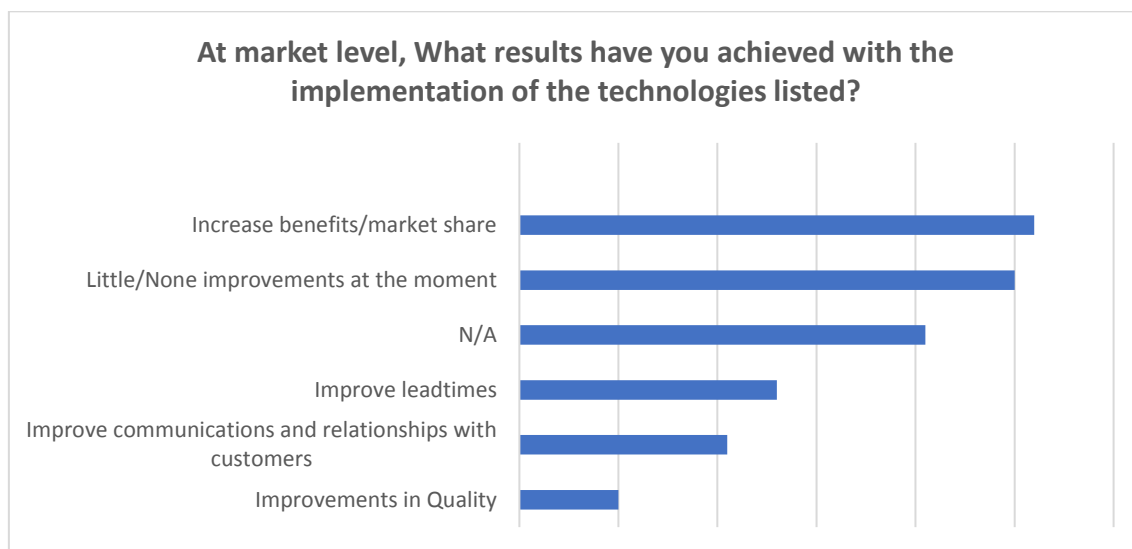 At market level, What results have you achieved with the
implementation of the technologies listed?
Increase benefits/market share
Little/None improvements at the moment
N/A
Improve leadtimes
Improve communications and relationships with
customers
Improvements in Quality